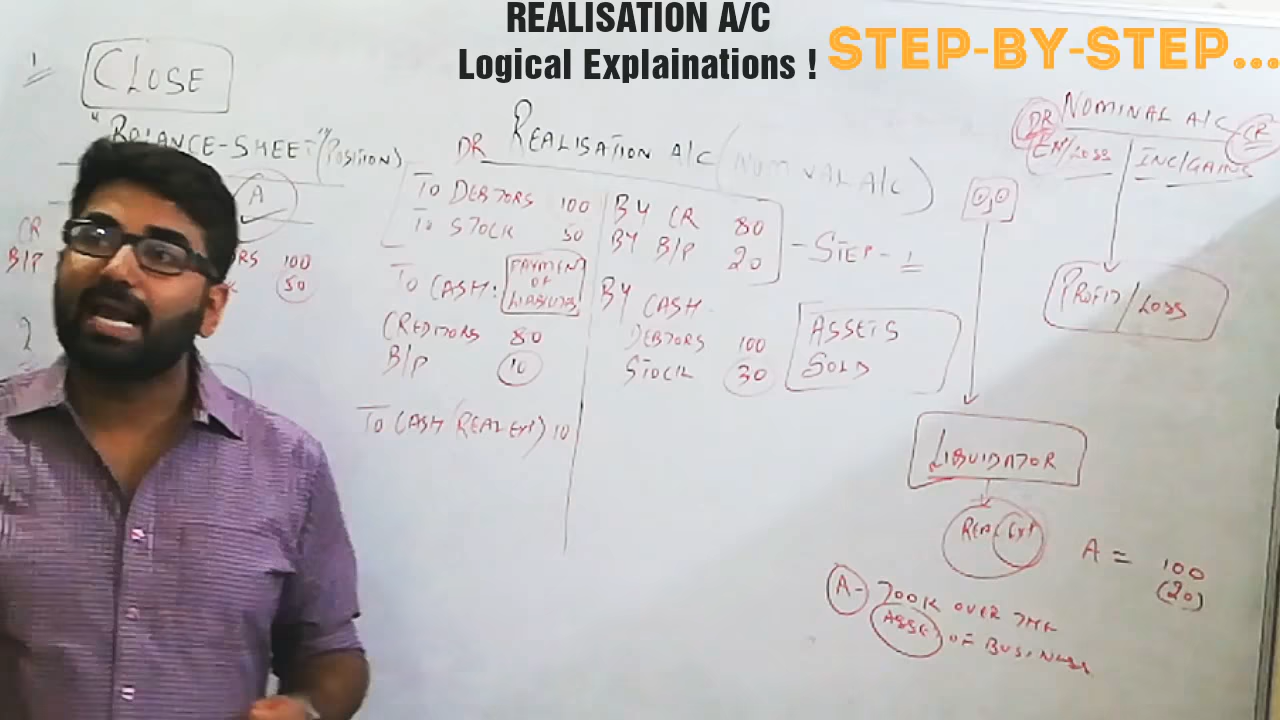 REALISATION A/C
Logical Explainations !
STEP-BY-STEP...
1
CLOSE
"BALANCE-SHEET" (POSITION)
A
CR
B/P
RS 100
50
2
DR REALISATION A/C (NOMINAL A/C)
TO DEBTORS 100
TO STOCK 50
BY CR 80
BY B/P 20
- STEP - 1
TO CASH: PAYMENT OF LIABILITIES
CREDITORS 80
B/P 10
TO CASH (REAL EXP) 10
BY CASH
DEBTORS 100
STOCK 30
ASSETS
SOLD
DR NOMINAL A/C CR
EXP/LOSS INC/GAINS
PROFIT/LOSS
LIQUIDATOR
REAL EXP
A = 100
(20)
A - TOOK OVER THE
ASSET OF BUSINESS